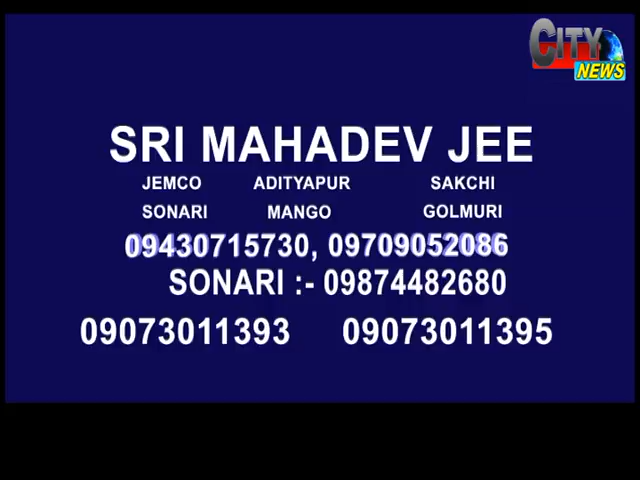 CITY
NEWS
SRI MAHADEV JEE
JEMCO ADITYAPUR SAKCHI
SONARI MANGO GOLMURI
09430715730, 09709052086
SONARI :- 09874482680
09073011393 09073011395